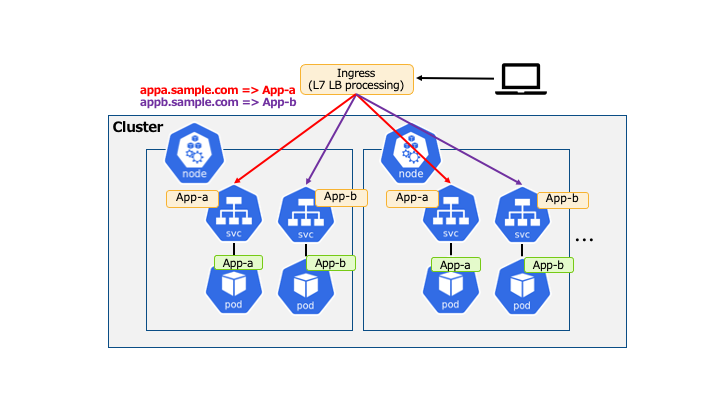 Ingress
(L7 LB processing)
appa.sample.com => App-a
appb.sample.com => App-b
Cluster
node
node
App-a
App-b
App-a
App-b
svc
svc
svc
svc
...
App-a
App-b
App-a
App-b
pod
pod
pod
pod